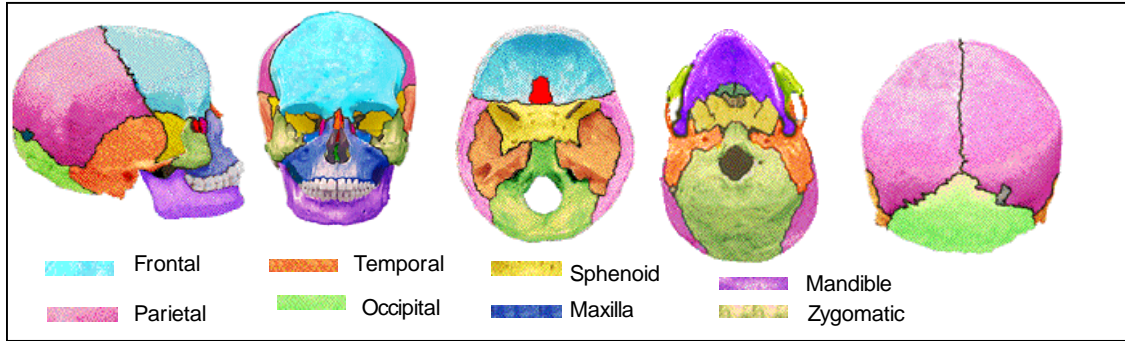 Frontal
Temporal
Sphenoid
Mandible
Parietal
Occipital
Maxilla
Zygomatic